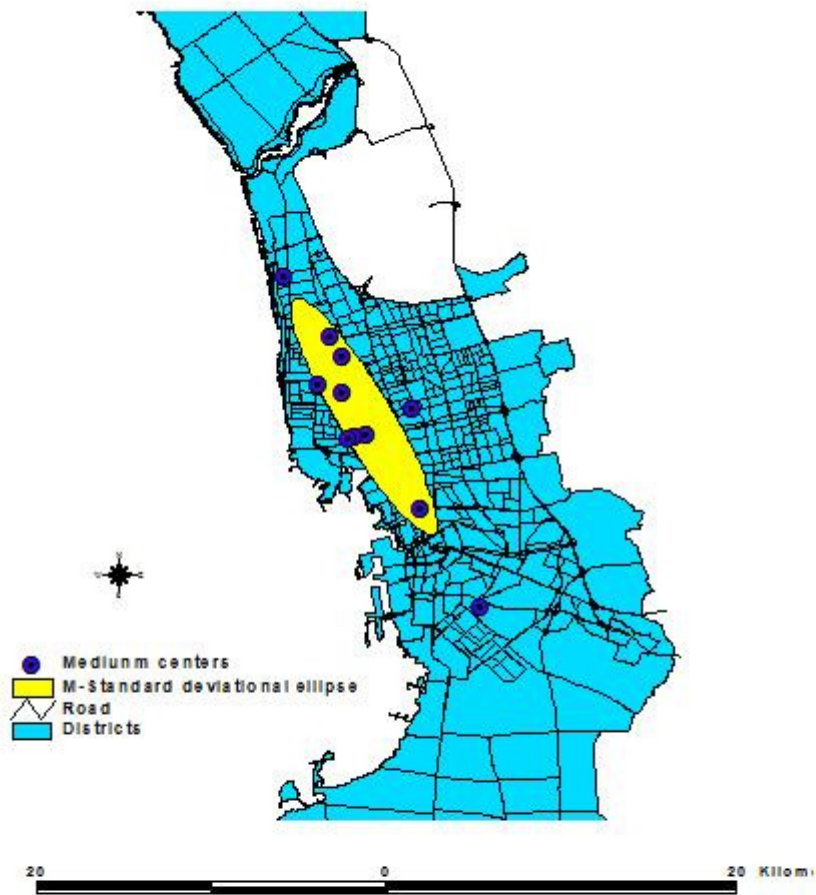 Mediunm centers
M-Standard deviational ellipse
Road
Districts
20 0 20 Kilom